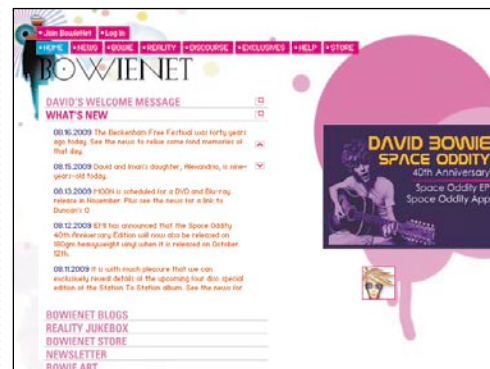 • Join BowieNet • Log In
• HOME • NEWS • BOWIE • REALITY • DISCOURSE • EXCLUSIVES • HELP • STORE
BOWIENET
DAVID'S WELCOME MESSAGE
WHAT'S NEW
08.16.2009 The Beckenham Free Festival was forty years
ago today. See the news to relive some fond memories of
that day.
08.15.2009 David and Iman's daughter, Alexandria, is nine-
years-old today.
08.13.2009 MOON is scheduled for a DVD and Blu-ray
release in November. Plus see the news for a link to
Duncan's Q
08.12.2009 EMI has announced that the Space Oddity
40th Anniversary Edition will now also be released on
180gm heavyweight vinyl when it is released on October
12th.
08.11.2009 It is with much pleasure that we can
exclusively reveal details of the upcoming four disc special
edition of the Station To Station album. See the news for
BOWIENET BLOGS
REALITY JUKEBOX
BOWIENET STORE
NEWSLETTER
BOWIE ART
DAVID BOWIE
SPACE ODDITY
40th Anniversary
Space Oddity EP
Space Oddity App